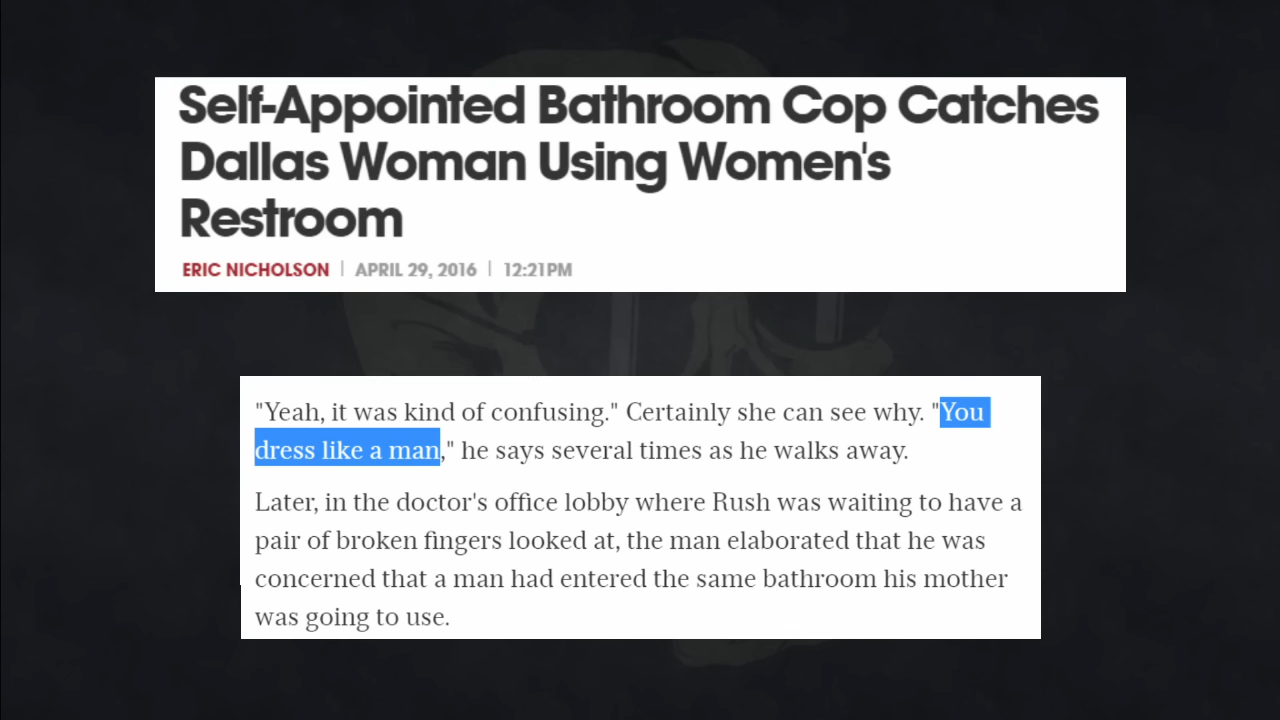 Self-Appointed Bathroom Cop Catches
Dallas Woman Using Women's
Restroom
ERIC NICHOLSON | APRIL 29, 2016 | 12:21PM
"Yeah, it was kind of confusing." Certainly she can see why. "You
dress like a man," he says several times as he walks away.
Later, in the doctor's office lobby where Rush was waiting to have a
pair of broken fingers looked at, the man elaborated that he was
concerned that a man had entered the same bathroom his mother
was going to use.